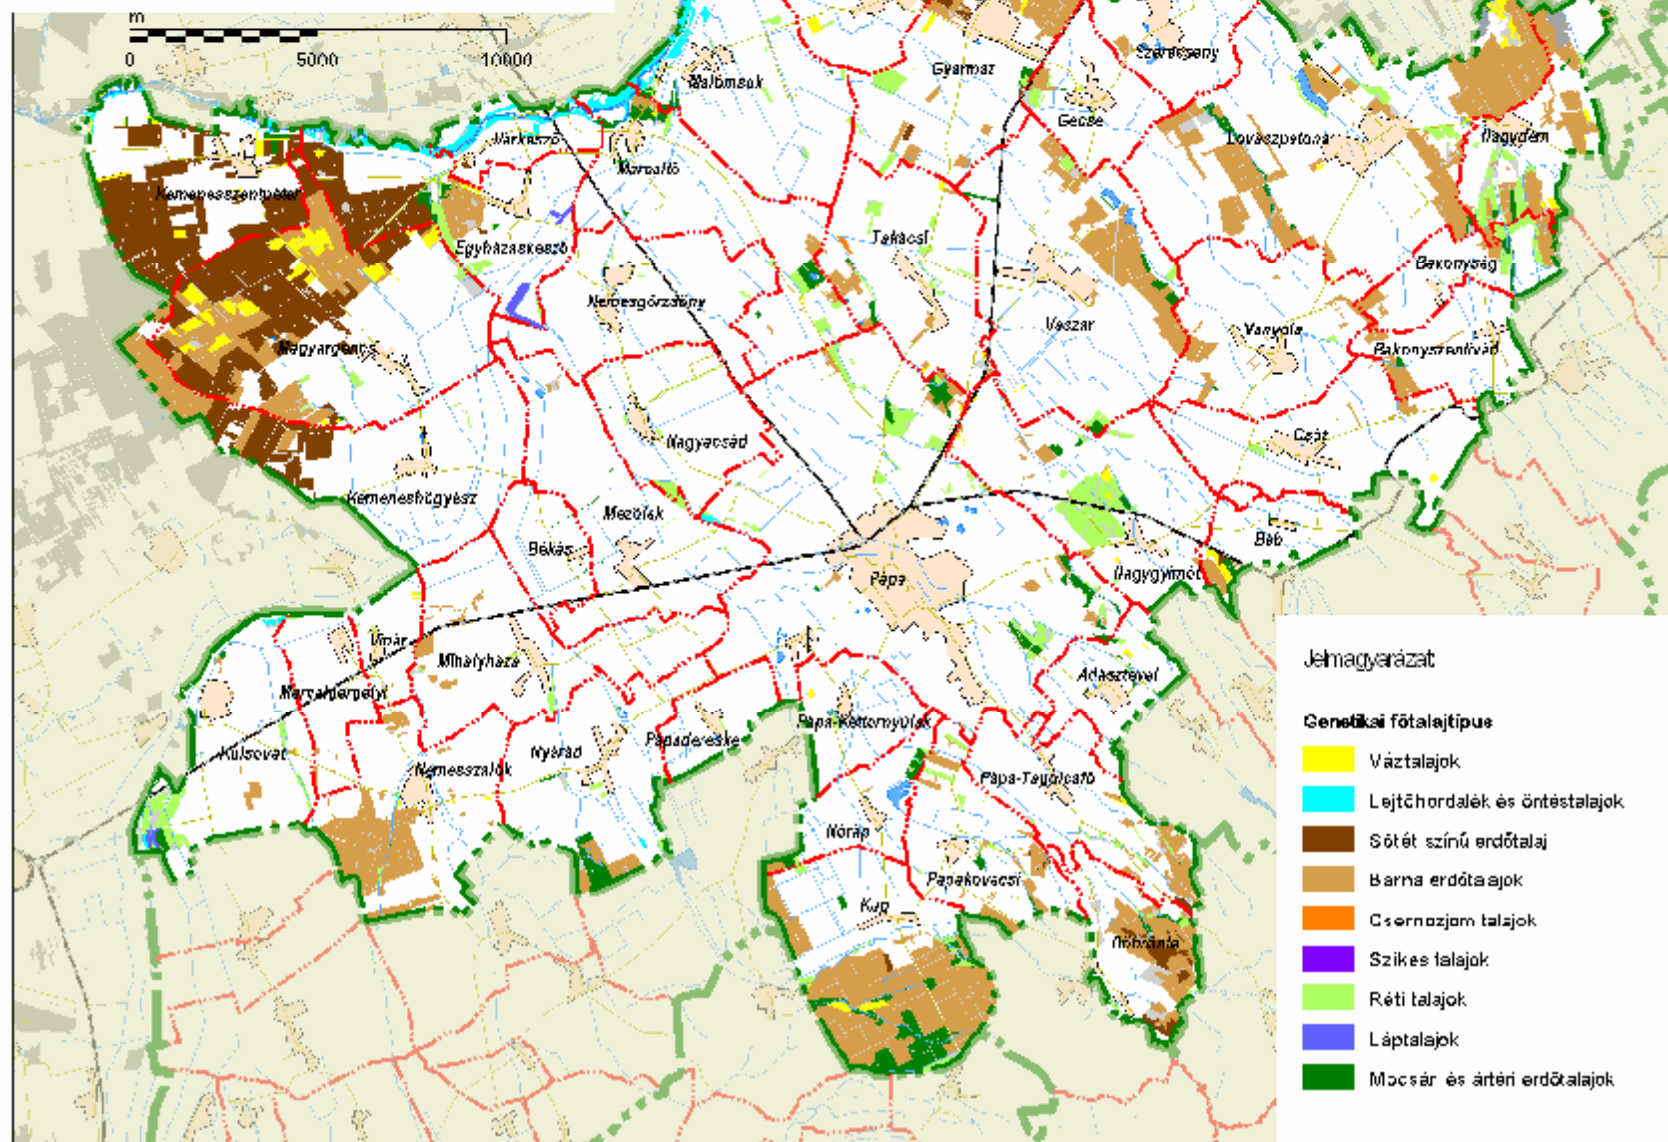 m
0 5000 10000
Malomsok
Gyarmat
Szerecseny
Gecse
Várkesző
Marcaltő
Lovászpatona
Nagydém
Kemenesszentpéter
Egyházaskesző
Takácsi
Bakonyság
Nemesgörzsöny
Vaszar
Vanyola
Magyargencs
Bakonyszentiván
Nagyacsád
Csót
Kemeneshőgyész
Mezőlak
Békás
Béb
Pápa
Nagygyimót
Vinár
Mihályháza
Adásztevel
Marcalgergelyi
Pápa-Kéttornyúlak
Külsővat
Nyárád
Pápadereske
Nemesszalók
Pápa-Tapolcafő
Nóráp
Pápakovácsi
Kup
Döbrönte
Jelmagyarázat
Genetikai főtalajtípus
Váztalajok
Lejtőhordalék és öntéstalajok
Sötét színű erdőtalaj
Barna erdőtalajok
Csernozjom talajok
Szikes talajok
Réti talajok
Láptalajok
Mocsári és ártéri erdőtalajok